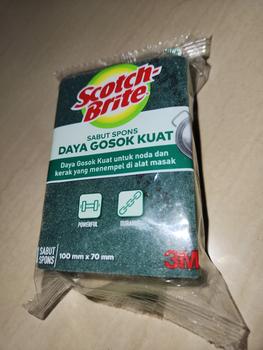 Scotch-
Brite
SABUT SPONS
DAYA GOSOK KUAT
Daya Gosok Kuat untuk noda dan
kerak yang menempel di alat masak
POWERFUL
SABUT
SPONS
100 mm x 70 mm
3M